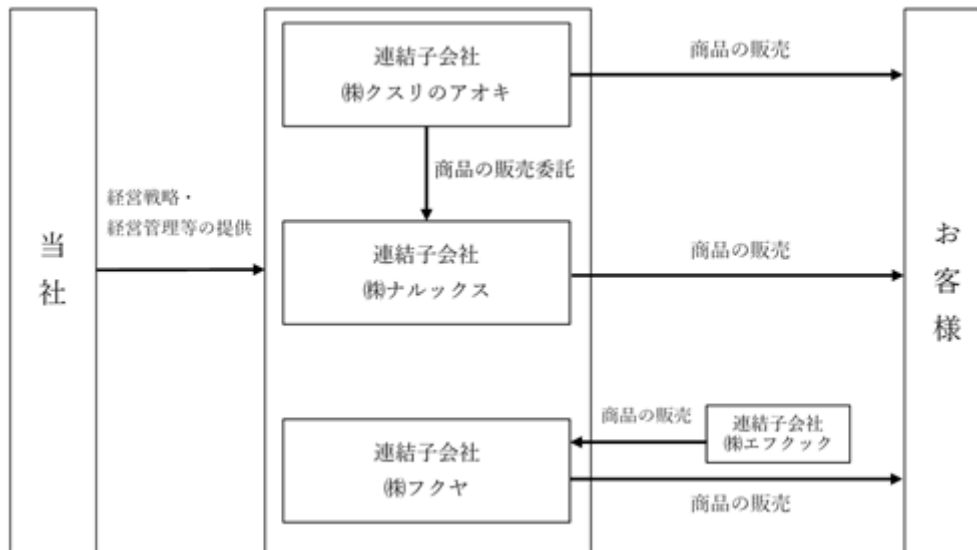 当社
経営戦略・
経営管理等の提供
連結子会社
㈱クスリのアオキ
商品の販売
商品の販売委託
連結子会社
㈱ナルックス
商品の販売
連結子会社
㈱フクヤ
商品の販売
連結子会社
㈱エフクック
商品の販売
お客様